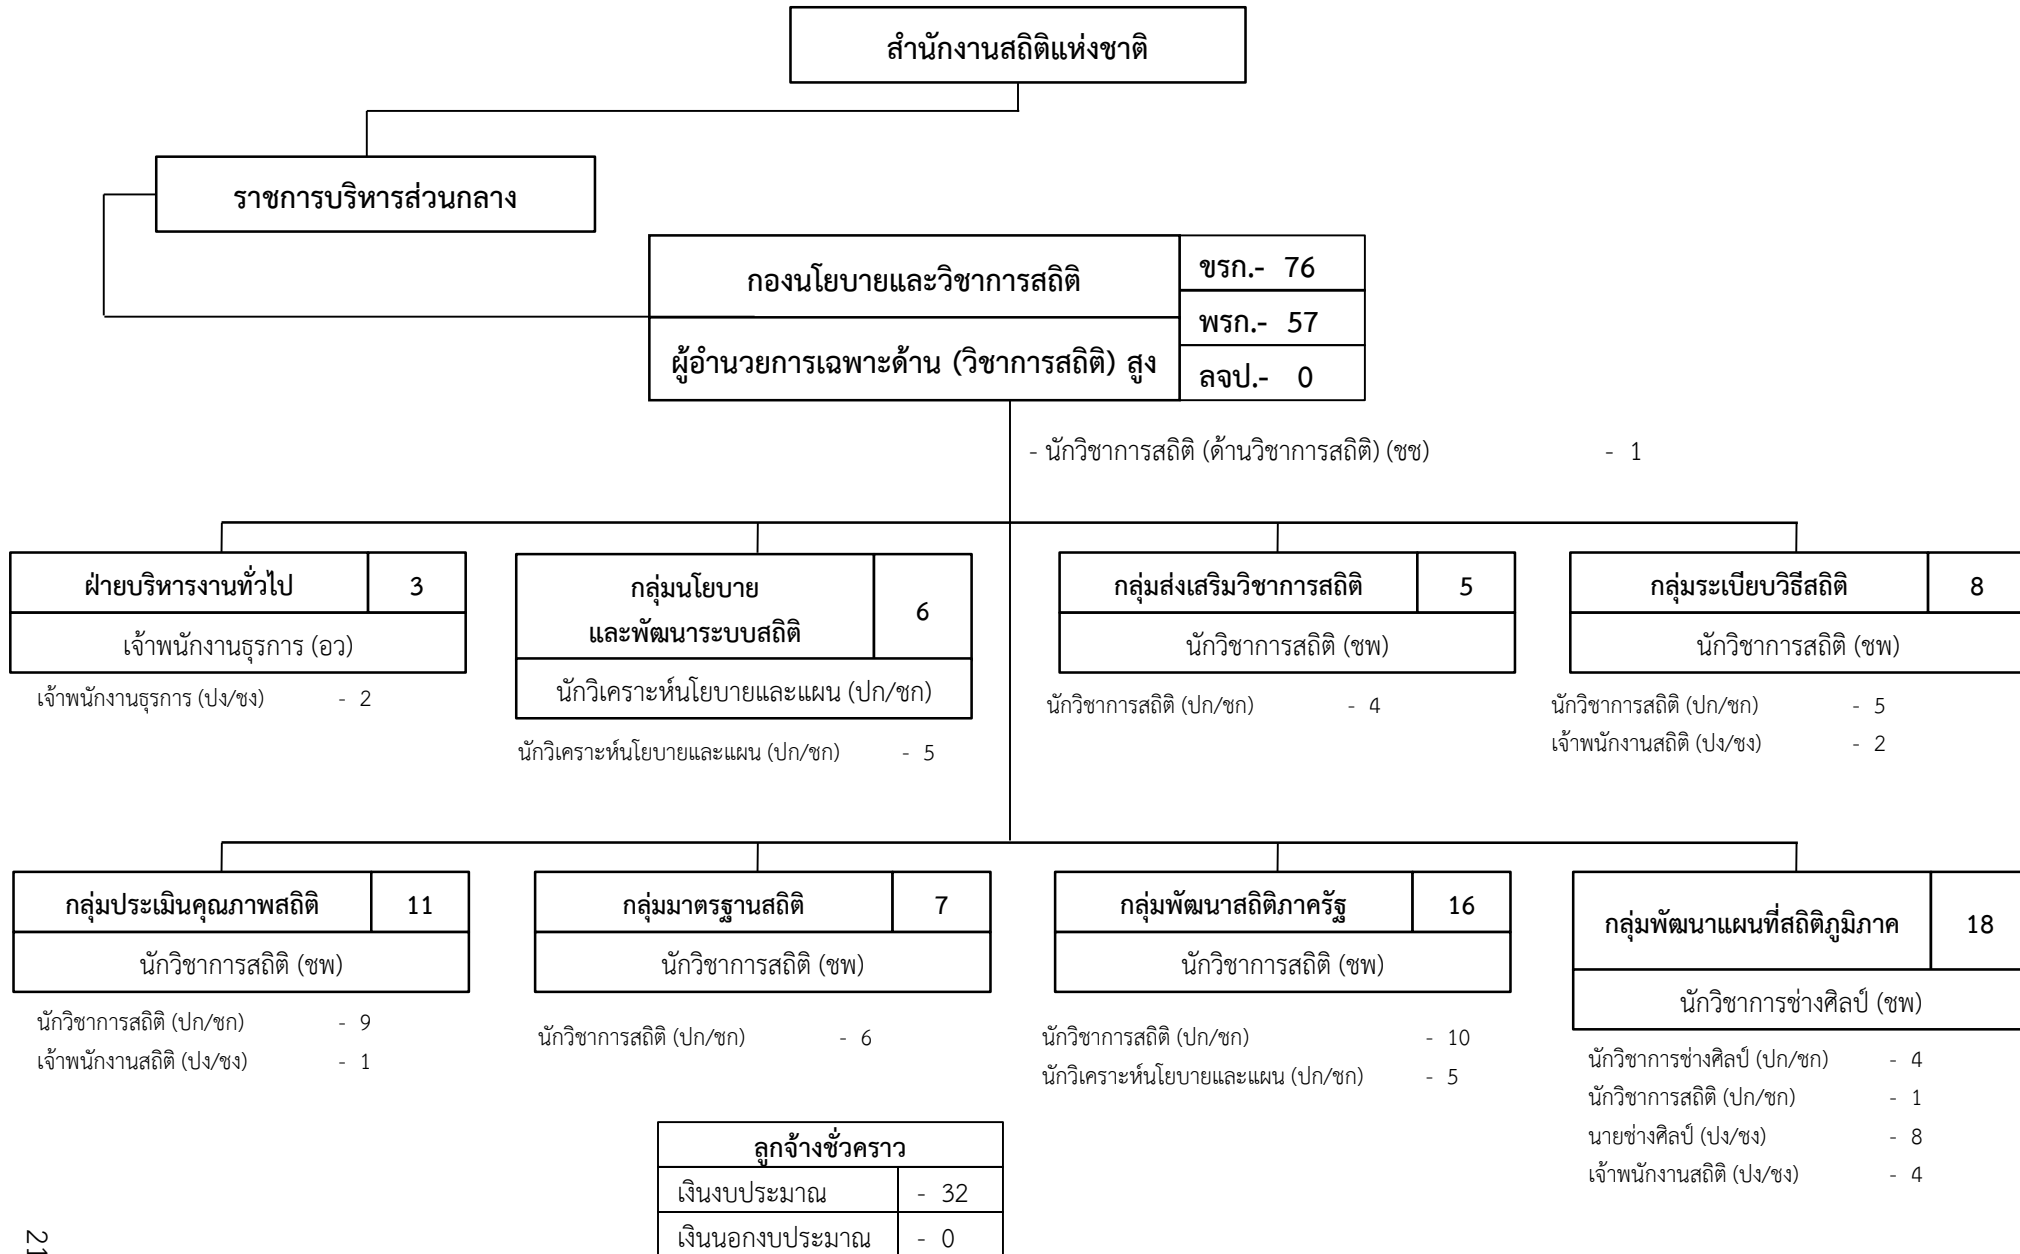 สำนักงานสถิติแห่งชาติ
ราชการบริหารส่วนกลาง
กองนโยบายและวิชาการสถิติ
ขรก.- 76
พรก.- 57
ผู้อำนวยการเฉพาะด้าน (วิชาการสถิติ) สูง
ลจป.- 0
- นักวิชาการสถิติ (ด้านวิชาการสถิติ) (ชช) - 1
ฝ่ายบริหารงานทั่วไป 3
เจ้าพนักงานธุรการ (อว)
เจ้าพนักงานธุรการ (ปง/ชง) - 2
กลุ่มนโยบาย
และพัฒนาระบบสถิติ 6
นักวิเคราะห์นโยบายและแผน (ปก/ชก)
นักวิเคราะห์นโยบายและแผน (ปก/ชก) - 5
กลุ่มส่งเสริมวิชาการสถิติ 5
นักวิชาการสถิติ (ชพ)
นักวิชาการสถิติ (ปก/ชก) - 4
กลุ่มระเบียบวิธีสถิติ 8
นักวิชาการสถิติ (ชพ)
นักวิชาการสถิติ (ปก/ชก) - 5
เจ้าพนักงานสถิติ (ปง/ชง) - 2
กลุ่มประเมินคุณภาพสถิติ 11
นักวิชาการสถิติ (ชพ)
นักวิชาการสถิติ (ปก/ชก) - 9
เจ้าพนักงานสถิติ (ปง/ชง) - 1
กลุ่มมาตรฐานสถิติ 7
นักวิชาการสถิติ (ชพ)
นักวิชาการสถิติ (ปก/ชก) - 6
กลุ่มพัฒนาสถิติภาครัฐ 16
นักวิชาการสถิติ (ชพ)
นักวิชาการสถิติ (ปก/ชก) - 10
นักวิเคราะห์นโยบายและแผน (ปก/ชก) - 5
กลุ่มพัฒนาแผนที่สถิติภูมิภาค 18
นักวิชาการช่างศิลป์ (ชพ)
นักวิชาการช่างศิลป์ (ปก/ชก) - 4
นักวิชาการสถิติ (ปก/ชก) - 1
นายช่างศิลป์ (ปง/ชง) - 8
เจ้าพนักงานสถิติ (ปง/ชง) - 4
ลูกจ้างชั่วคราว
เงินงบประมาณ - 32
เงินนอกงบประมาณ - 0
21